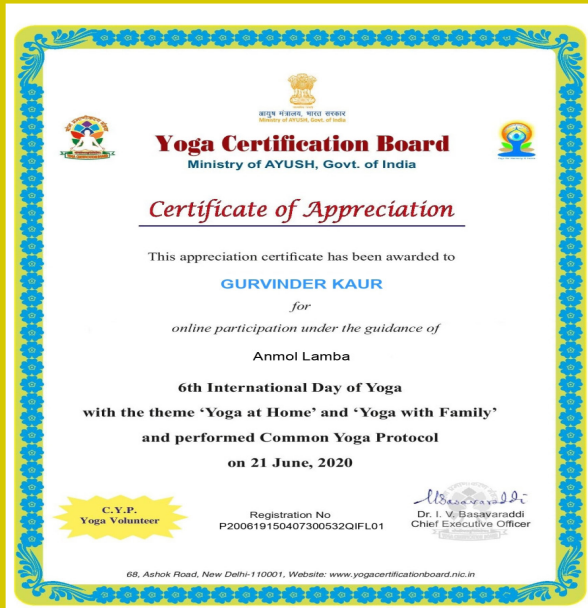 आयुष मंत्रालय, भारत सरकार
Ministry of AYUSH, Govt. of India
Yoga Certification Board
Ministry of AYUSH, Govt. of India
Certificate of Appreciation
This appreciation certificate has been awarded to
GURVINDER KAUR
for
online participation under the guidance of
Anmol Lamba
6th International Day of Yoga
with the theme ‘Yoga at Home’ and ‘Yoga with Family’
and performed Common Yoga Protocol
on 21 June, 2020
C.Y.P.
Yoga Volunteer
Registration No
P200619150407300532QIFL01
Dr. I. V. Basavaraddi
Chief Executive Officer
68, Ashok Road, New Delhi-110001, Website: www.yogacertificationboard.nic.in